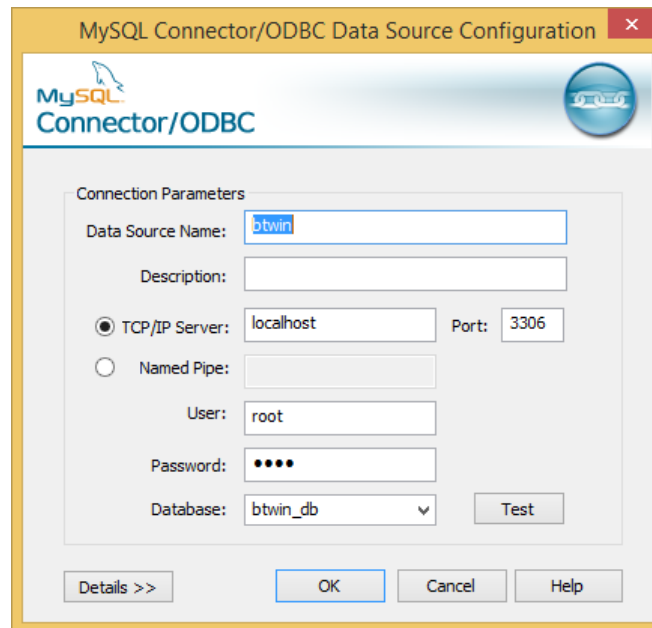 MySQL Connector/ODBC Data Source Configuration
MySQL
Connector/ODBC
Connection Parameters
Data Source Name: btwin
Description:
TCP/IP Server: localhost Port: 3306
Named Pipe:
User: root
Password: ••••
Database: btwin_db Test
Details >> OK Cancel Help